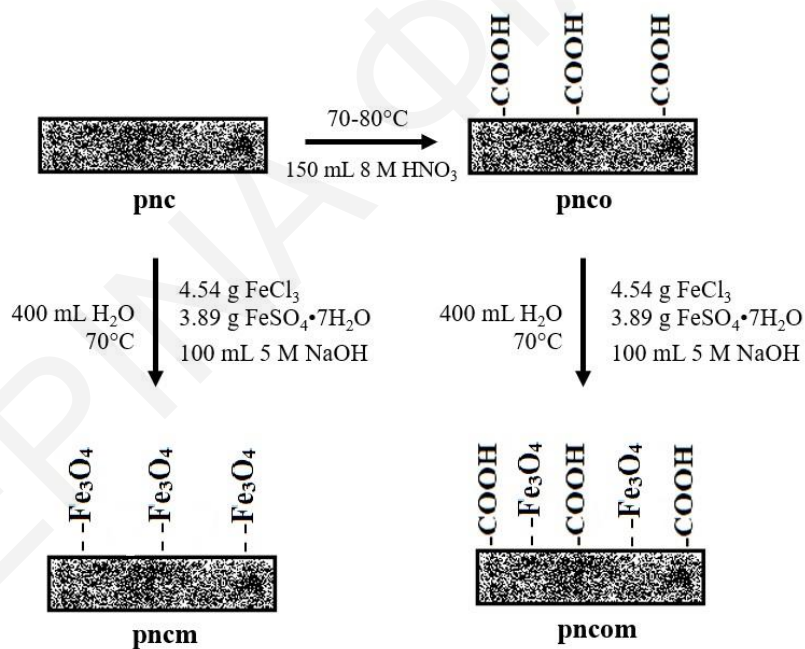 -COOH
-COOH
-COOH
70-80°C
150 mL 8 M HNO₃
pnc
pnco
400 mL H₂O
70°C
4.54 g FeCl₃
3.89 g FeSO₄•7H₂O
100 mL 5 M NaOH
400 mL H₂O
70°C
4.54 g FeCl₃
3.89 g FeSO₄•7H₂O
100 mL 5 M NaOH
--Fe₃O₄
--Fe₃O₄
--Fe₃O₄
-COOH
--Fe₃O₄
-COOH
--Fe₃O₄
-COOH
pncm
pncom